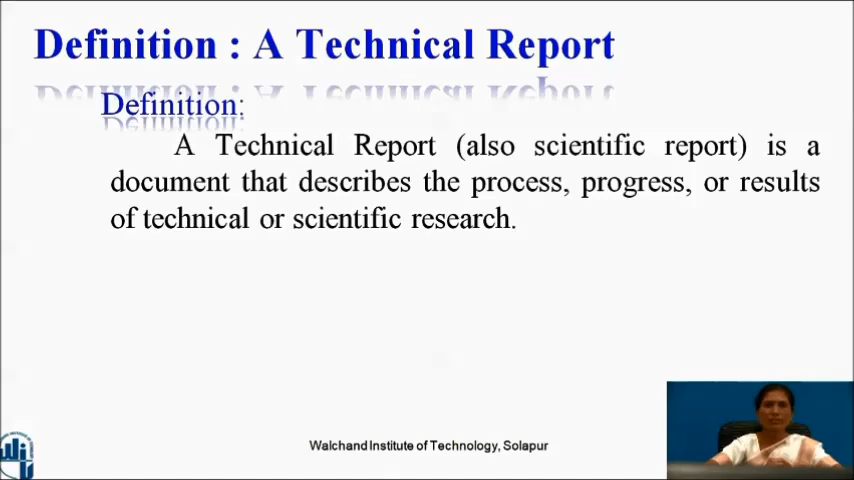 Definition : A Technical Report
Definition:
A Technical Report (also scientific report) is a
document that describes the process, progress, or results
of technical or scientific research.
Walchand Institute of Technology, Solapur